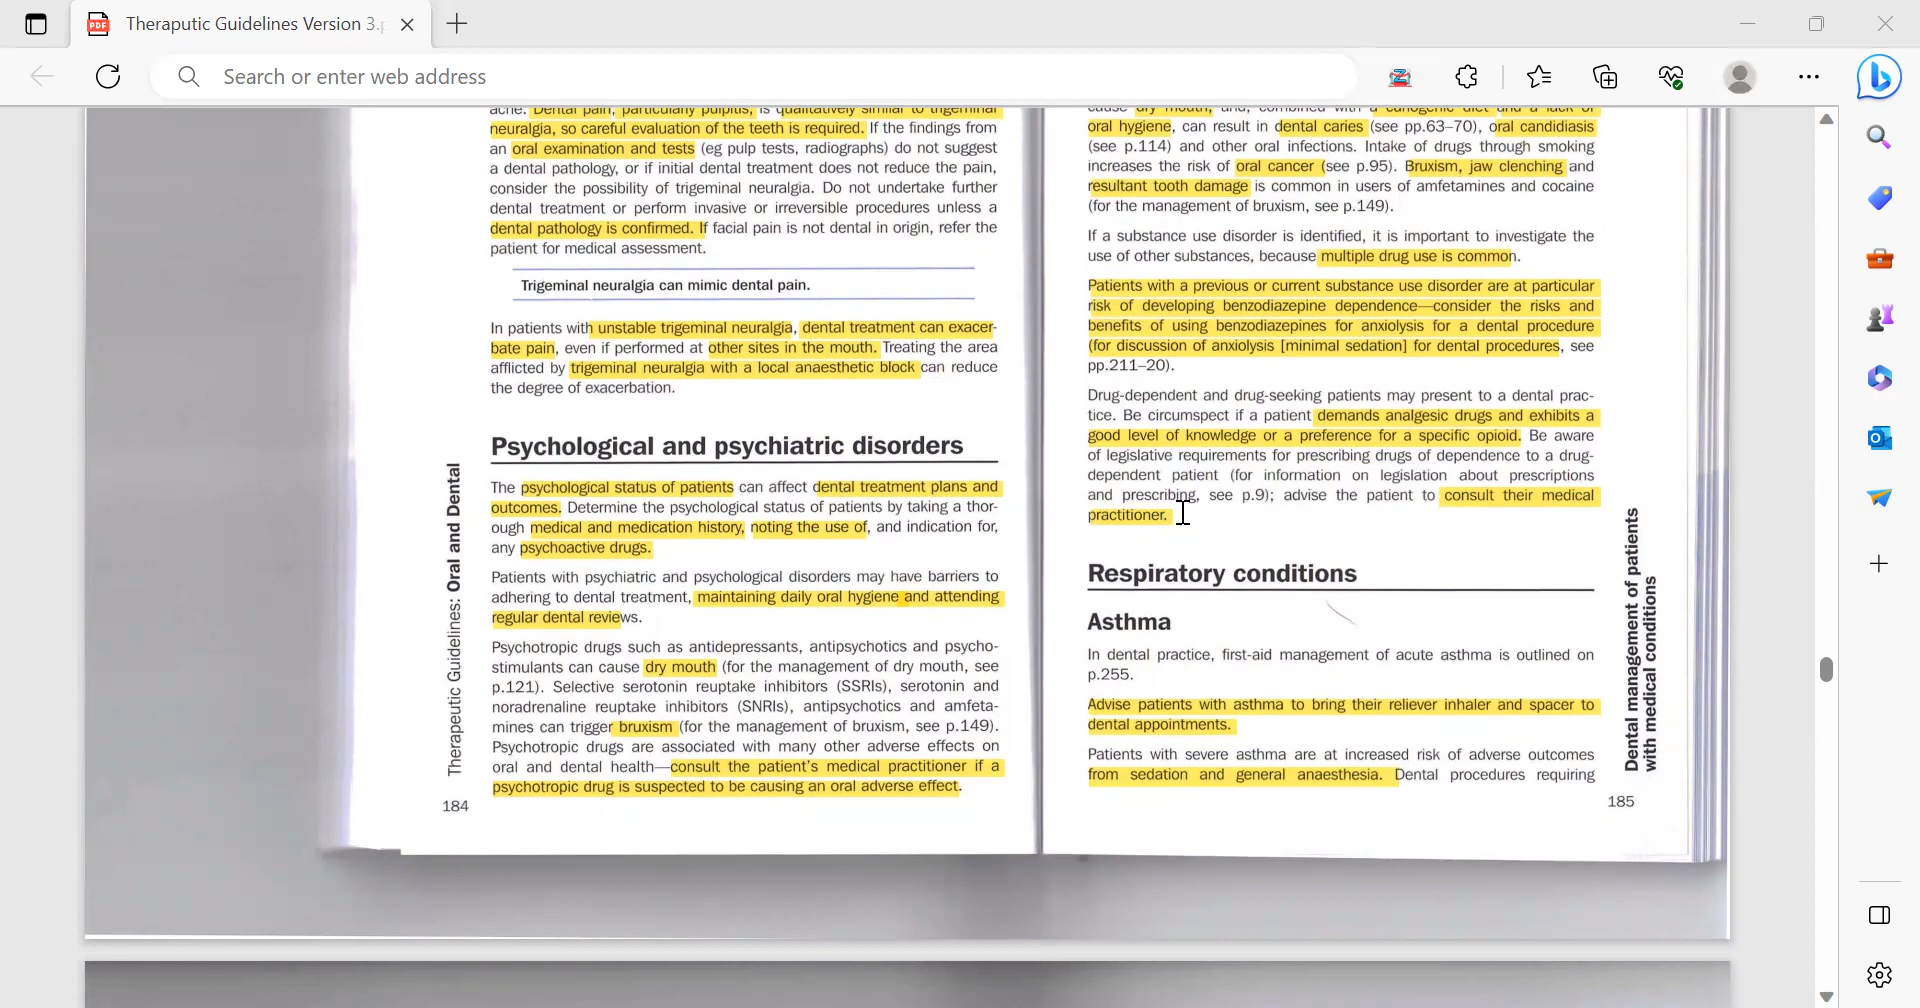 Theraputic Guidelines Version 3.p
Search or enter web address
ache. Dental pain, particularly pulpitis, is qualitatively similar to trigeminal
neuralgia, so careful evaluation of the teeth is required. If the findings from
an oral examination and tests (eg pulp tests, radiographs) do not suggest
a dental pathology, or if initial dental treatment does not reduce the pain,
consider the possibility of trigeminal neuralgia. Do not undertake further
dental treatment or perform invasive or irreversible procedures unless a
dental pathology is confirmed. If facial pain is not dental in origin, refer the
patient for medical assessment.
Trigeminal neuralgia can mimic dental pain.
In patients with unstable trigeminal neuralgia, dental treatment can exacer-
bate pain, even if performed at other sites in the mouth. Treating the area
afflicted by trigeminal neuralgia with a local anaesthetic block can reduce
the degree of exacerbation.
Psychological and psychiatric disorders
The psychological status of patients can affect dental treatment plans and
outcomes. Determine the psychological status of patients by taking a thor-
ough medical and medication history, noting the use of, and indication for,
any psychoactive drugs.
Patients with psychiatric and psychological disorders may have barriers to
adhering to dental treatment, maintaining daily oral hygiene and attending
regular dental reviews.
Psychotropic drugs such as antidepressants, antipsychotics and psycho-
stimulants can cause dry mouth (for the management of dry mouth, see
p.121). Selective serotonin reuptake inhibitors (SSRIs), serotonin and
noradrenaline reuptake inhibitors (SNRIs), antipsychotics and amfeta-
mines can trigger bruxism (for the management of bruxism, see p.149).
Psychotropic drugs are associated with many other adverse effects on
oral and dental health—consult the patient's medical practitioner if a
psychotropic drug is suspected to be causing an oral adverse effect.
184
Therapeutic Guidelines: Oral and Dental
cause dry mouth, and, combined with a cariogenic diet and a lack of
oral hygiene, can result in dental caries (see pp.63–70), oral candidiasis
(see p.114) and other oral infections. Intake of drugs through smoking
increases the risk of oral cancer (see p.95). Bruxism, jaw clenching and
resultant tooth damage is common in users of amfetamines and cocaine
(for the management of bruxism, see p.149).
If a substance use disorder is identified, it is important to investigate the
use of other substances, because multiple drug use is common.
Patients with a previous or current substance use disorder are at particular
risk of developing benzodiazepine dependence—consider the risks and
benefits of using benzodiazepines for anxiolysis for a dental procedure
(for discussion of anxiolysis [minimal sedation] for dental procedures, see
pp.211–20).
Drug-dependent and drug-seeking patients may present to a dental prac-
tice. Be circumspect if a patient demands analgesic drugs and exhibits a
good level of knowledge or a preference for a specific opioid. Be aware
of legislative requirements for prescribing drugs of dependence to a drug-
dependent patient (for information on legislation about prescriptions
and prescribing, see p.9); advise the patient to consult their medical
practitioner.
Respiratory conditions
Asthma
In dental practice, first-aid management of acute asthma is outlined on
p.255.
Advise patients with asthma to bring their reliever inhaler and spacer to
dental appointments.
Patients with severe asthma are at increased risk of adverse outcomes
from sedation and general anaesthesia. Dental procedures requiring
185
Dental management of patients
with medical conditions